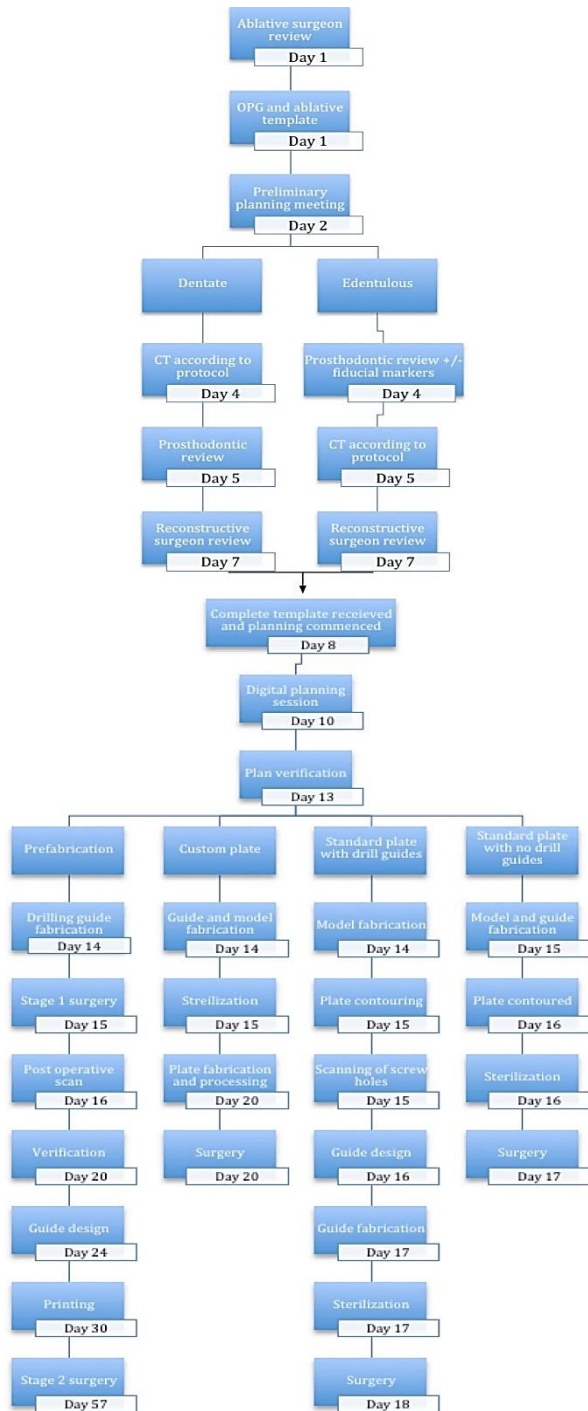 Ablative surgeon
review
Day 1
OPG and ablative
template
Day 1
Preliminary
planning meeting
Day 2
Dentate
CT according to
protocol
Day 4
Prosthodontic
review
Day 5
Reconstructive
surgeon review
Day 7
Edentulous
Prosthodontic review +/-
fiducial markers
Day 4
CT according to
protocol
Day 5
Reconstructive
surgeon review
Day 7
Complete template receieved
and planning commenced
Day 8
Digital planning
session
Day 10
Plan verification
Day 13
Prefabrication
Drilling guide
fabrication
Day 14
Stage 1 surgery
Day 15
Post operative
scan
Day 16
Verification
Day 20
Guide design
Day 24
Printing
Day 30
Stage 2 surgery
Day 57
Custom plate
Guide and model
fabrication
Day 14
Streilization
Day 15
Plate fabrication
and processing
Day 20
Surgery
Day 20
Standard plate
with drill guides
Model fabrication
Day 14
Plate contouring
Day 15
Scanning of screw
holes
Day 15
Guide design
Day 16
Guide fabrication
Day 17
Sterilization
Day 17
Surgery
Day 18
Standard plate
with no drill
guides
Model and guide
fabrication
Day 15
Plate contoured
Day 16
Sterilization
Day 16
Surgery
Day 17